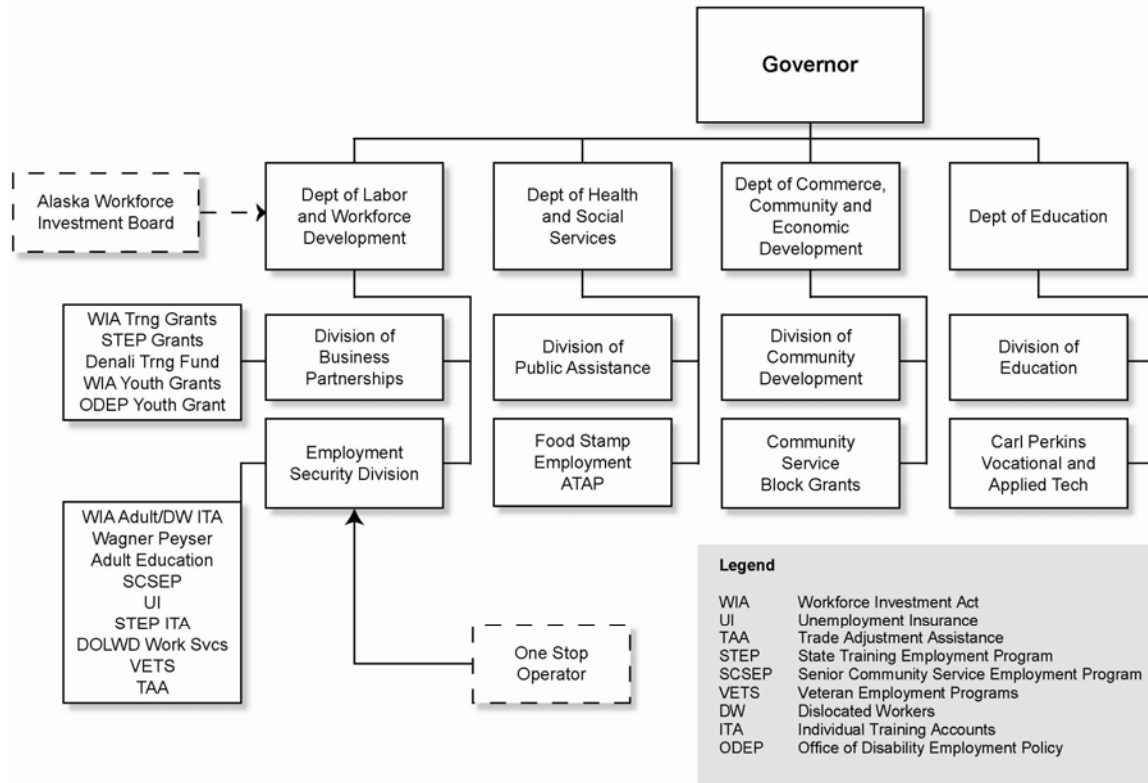 Governor
Alaska Workforce
Investment Board
Dept of Labor
and Workforce
Development
Dept of Health
and Social
Services
Dept of Commerce,
Community and
Economic
Development
Dept of Education
WIA Trng Grants
STEP Grants
Denali Trng Fund
WIA Youth Grants
ODEP Youth Grant
Division of
Business
Partnerships
Division of
Public Assistance
Division of
Community
Development
Division of
Education
Employment
Security Division
Food Stamp
Employment
ATAP
Community
Service
Block Grants
Carl Perkins
Vocational and
Applied Tech
WIA Adult/DW ITA
Wagner Peyser
Adult Education
SCSEP
UI
STEP ITA
DOLWD Work Svcs
VETS
TAA
One Stop
Operator
Legend
WIA Workforce Investment Act
UI Unemployment Insurance
TAA Trade Adjustment Assistance
STEP State Training Employment Program
SCSEP Senior Community Service Employment Program
VETS Veteran Employment Programs
DW Dislocated Workers
ITA Individual Training Accounts
ODEP Office of Disability Employment Policy